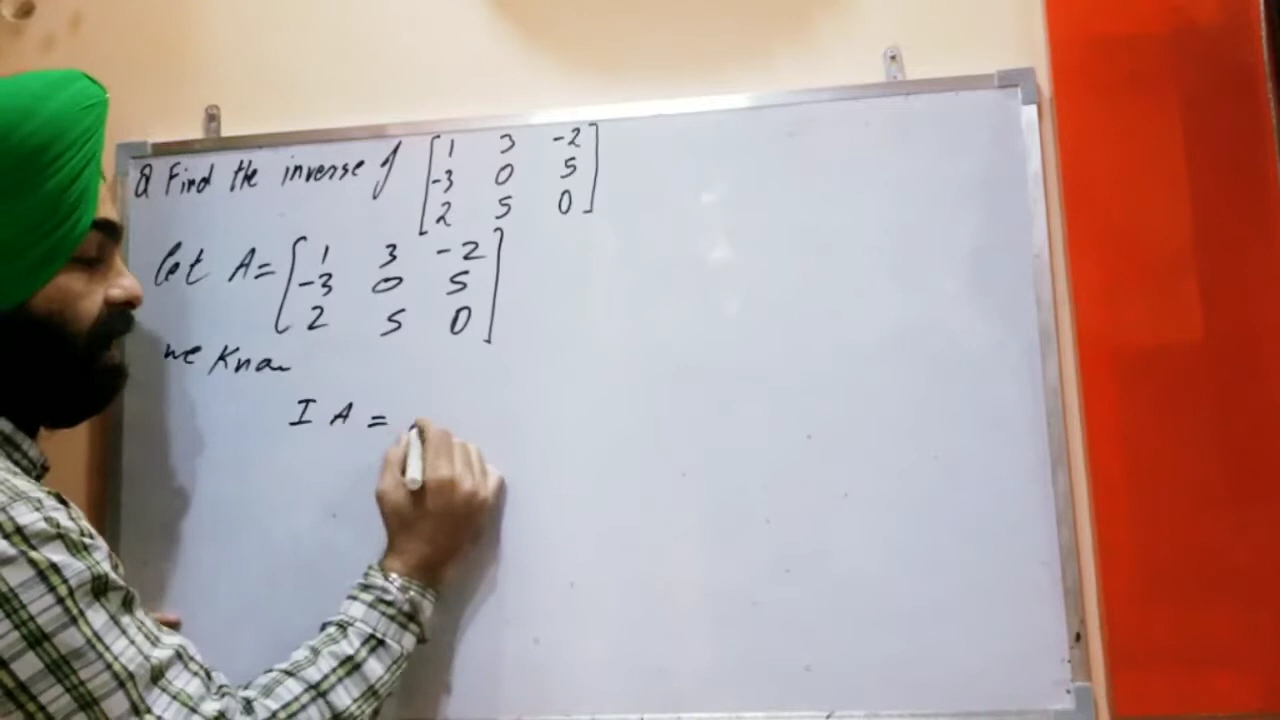 Q Find the inverse of [1 3 -2
-3 0 5
2 5 0]
let A = [1 3 -2
-3 0 5
2 5 0]
we Know
I A =